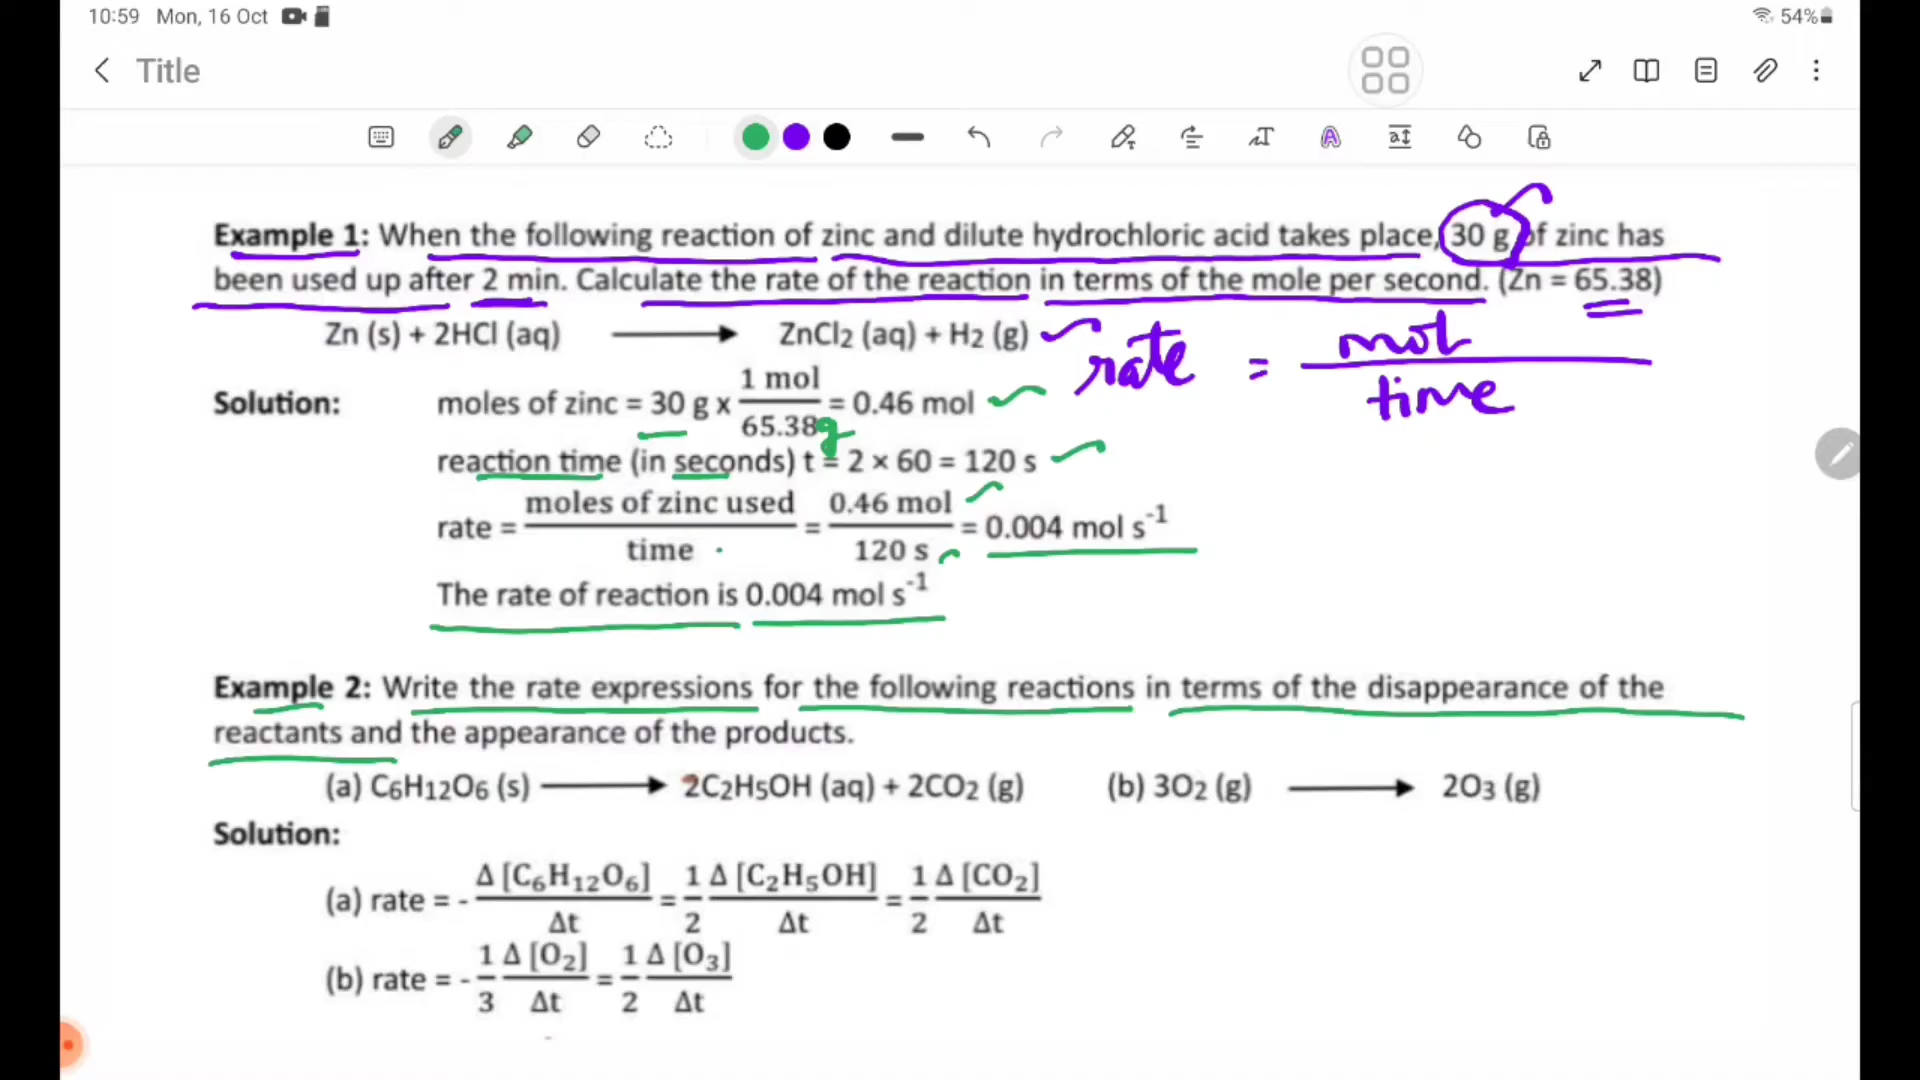 10:59 Mon, 16 Oct
54%
Title
Example 1: When the following reaction of zinc and dilute hydrochloric acid takes place, 30 g of zinc has
been used up after 2 min. Calculate the rate of the reaction in terms of the mole per second. (Zn = 65.38)
Zn (s) + 2HCl (aq) ⟶ ZnCl₂ (aq) + H₂ (g)
rate = mol / time
Solution: moles of zinc = 30 g x 1 mol / 65.38 g = 0.46 mol
reaction time (in seconds) t = 2 × 60 = 120 s
rate = moles of zinc used / time = 0.46 mol / 120 s = 0.004 mol s⁻¹
The rate of reaction is 0.004 mol s⁻¹
Example 2: Write the rate expressions for the following reactions in terms of the disappearance of the
reactants and the appearance of the products.
(a) C₆H₁₂O₆ (s) ⟶ 2C₂H₅OH (aq) + 2CO₂ (g) (b) 3O₂ (g) ⟶ 2O₃ (g)
Solution:
(a) rate = - Δ [C₆H₁₂O₆] / Δt = 1/2 Δ [C₂H₅OH] / Δt = 1/2 Δ [CO₂] / Δt
(b) rate = - 1/3 Δ [O₂] / Δt = 1/2 Δ [O₃] / Δt